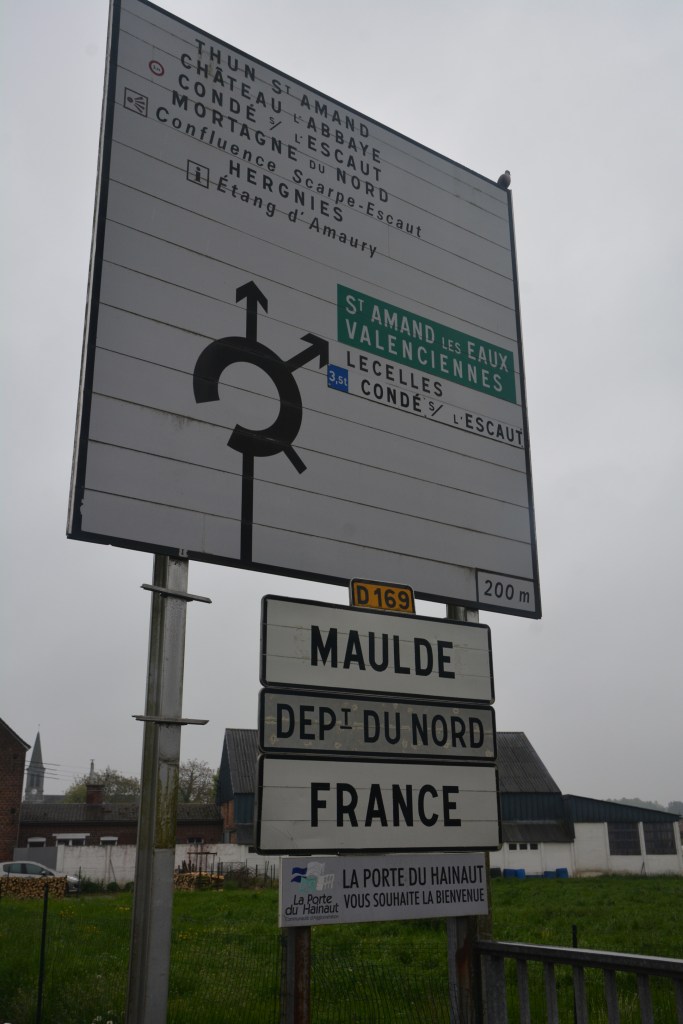 THUN ST AMAND
CHÂTEAU L'ABBAYE
CONDÉ S/ L'ESCAUT
MORTAGNE DU NORD
Confluence Scarpe-Escaut
i HERGNIES
Étang d'Amaury
ST AMAND LES EAUX
VALENCIENNES
3,5t LECELLES
CONDÉ S/ L'ESCAUT
200 m
D 169
MAULDE
DEPT DU NORD
FRANCE
La Porte
du Hainaut
LA PORTE DU HAINAUT
VOUS SOUHAITE LA BIENVENUE